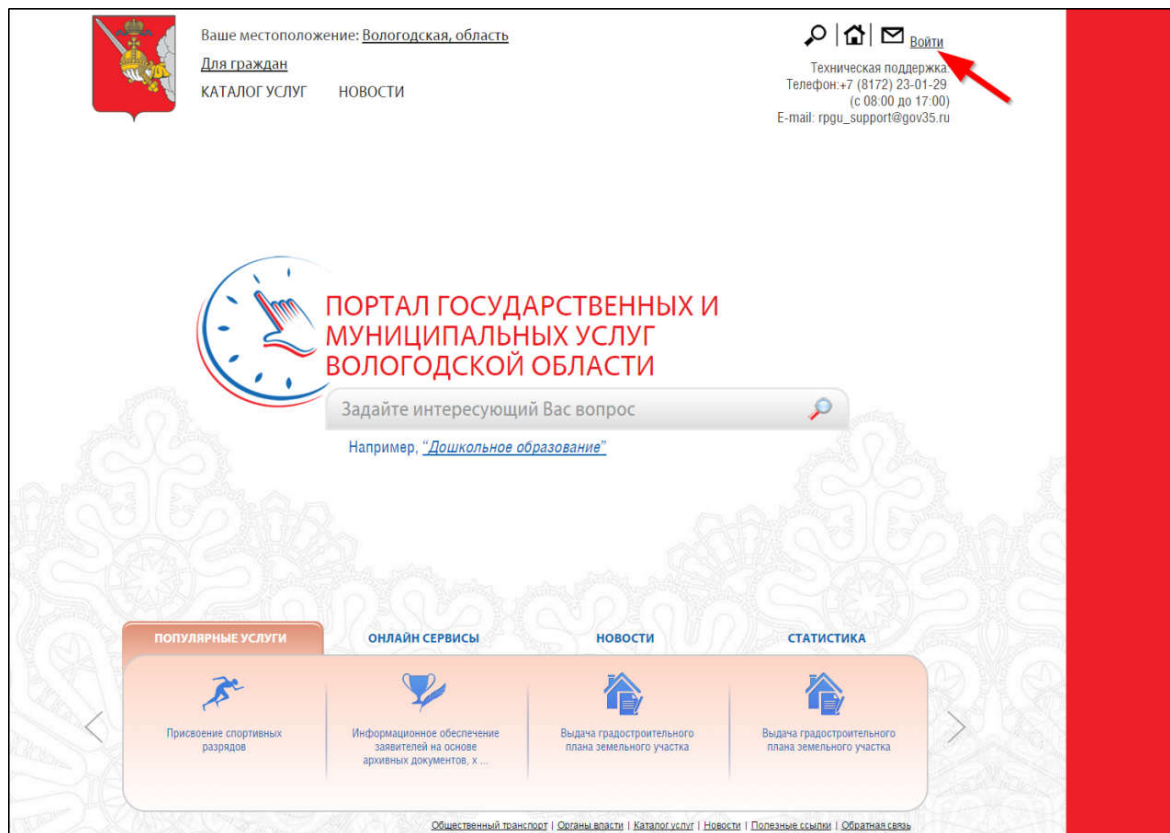 Ваше местоположение: Вологодская, область
Для граждан
КАТАЛОГ УСЛУГ НОВОСТИ
Войти
Техническая поддержка:
Телефон:+7 (8172) 23-01-29
(с 08:00 до 17:00)
E-mail: rpgu_support@gov35.ru
ПОРТАЛ ГОСУДАРСТВЕННЫХ И
МУНИЦИПАЛЬНЫХ УСЛУГ
ВОЛОГОДСКОЙ ОБЛАСТИ
Задайте интересующий Вас вопрос
Например, “Дошкольное образование”
ПОПУЛЯРНЫЕ УСЛУГИ ОНЛАЙН СЕРВИСЫ НОВОСТИ СТАТИСТИКА
Присвоение спортивных
разрядов
Информационное обеспечение
заявителей на основе
архивных документов, х ...
Выдача градостроительного
плана земельного участка
Выдача градостроительного
плана земельного участка
Общественный транспорт | Органы власти | Каталог услуг | Новости | Полезные ссылки | Обратная связь